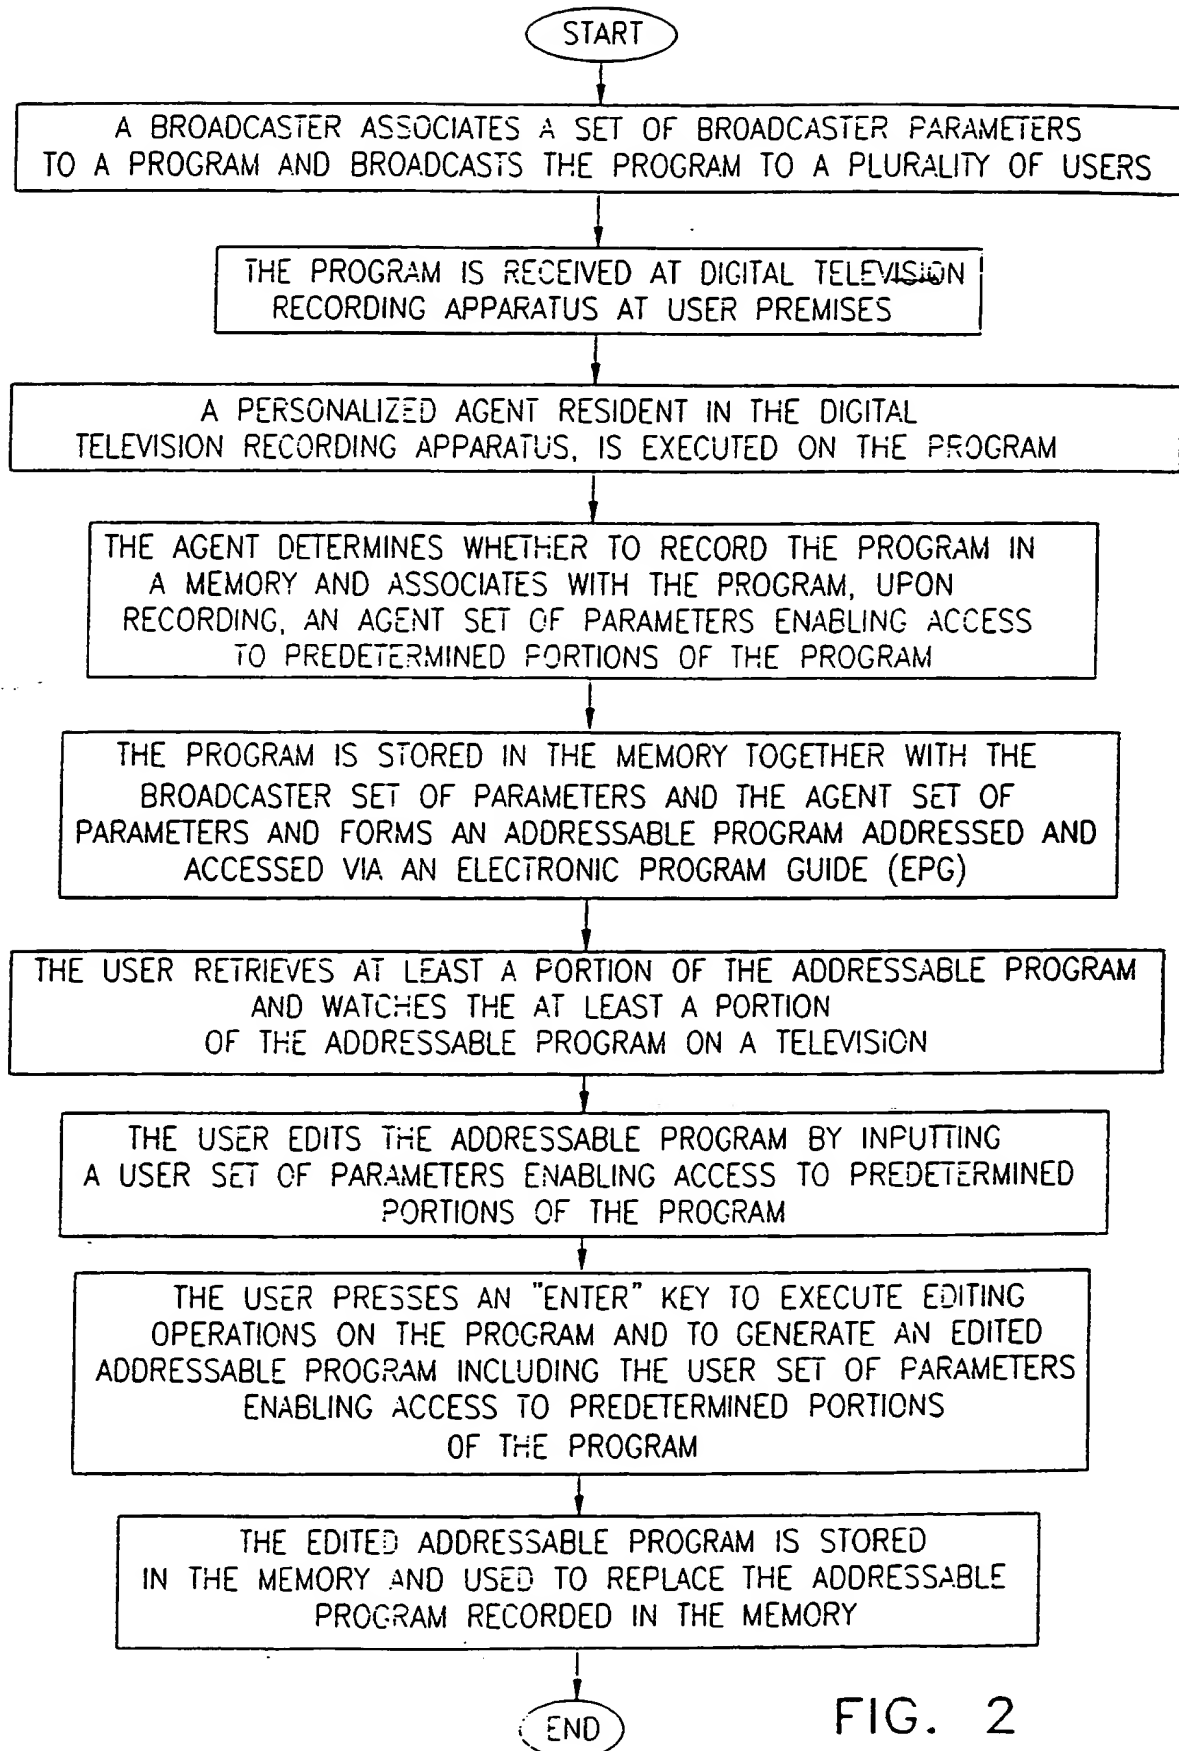 START
A BROADCASTER ASSOCIATES A SET OF BROADCASTER PARAMETERS
TO A PROGRAM AND BROADCASTS THE PROGRAM TO A PLURALITY OF USERS
THE PROGRAM IS RECEIVED AT DIGITAL TELEVISION
RECORDING APPARATUS AT USER PREMISES
A PERSONALIZED AGENT RESIDENT IN THE DIGITAL
TELEVISION RECORDING APPARATUS, IS EXECUTED ON THE PROGRAM
THE AGENT DETERMINES WHETHER TO RECORD THE PROGRAM IN
A MEMORY AND ASSOCIATES WITH THE PROGRAM, UPON
RECORDING, AN AGENT SET OF PARAMETERS ENABLING ACCESS
TO PREDETERMINED PORTIONS OF THE PROGRAM
THE PROGRAM IS STORED IN THE MEMORY TOGETHER WITH THE
BROADCASTER SET OF PARAMETERS AND THE AGENT SET OF
PARAMETERS AND FORMS AN ADDRESSABLE PROGRAM ADDRESSED AND
ACCESSED VIA AN ELECTRONIC PROGRAM GUIDE (EPG)
THE USER RETRIEVES AT LEAST A PORTION OF THE ADDRESSABLE PROGRAM
AND WATCHES THE AT LEAST A PORTION
OF THE ADDRESSABLE PROGRAM ON A TELEVISION
THE USER EDITS THE ADDRESSABLE PROGRAM BY INPUTTING
A USER SET OF PARAMETERS ENABLING ACCESS TO PREDETERMINED
PORTIONS OF THE PROGRAM
THE USER PRESSES AN "ENTER" KEY TO EXECUTE EDITING
OPERATIONS ON THE PROGRAM AND TO GENERATE AN EDITED
ADDRESSABLE PROGRAM INCLUDING THE USER SET OF PARAMETERS
ENABLING ACCESS TO PREDETERMINED PORTIONS
OF THE PROGRAM
THE EDITED ADDRESSABLE PROGRAM IS STORED
IN THE MEMORY AND USED TO REPLACE THE ADDRESSABLE
PROGRAM RECORDED IN THE MEMORY
END
FIG. 2